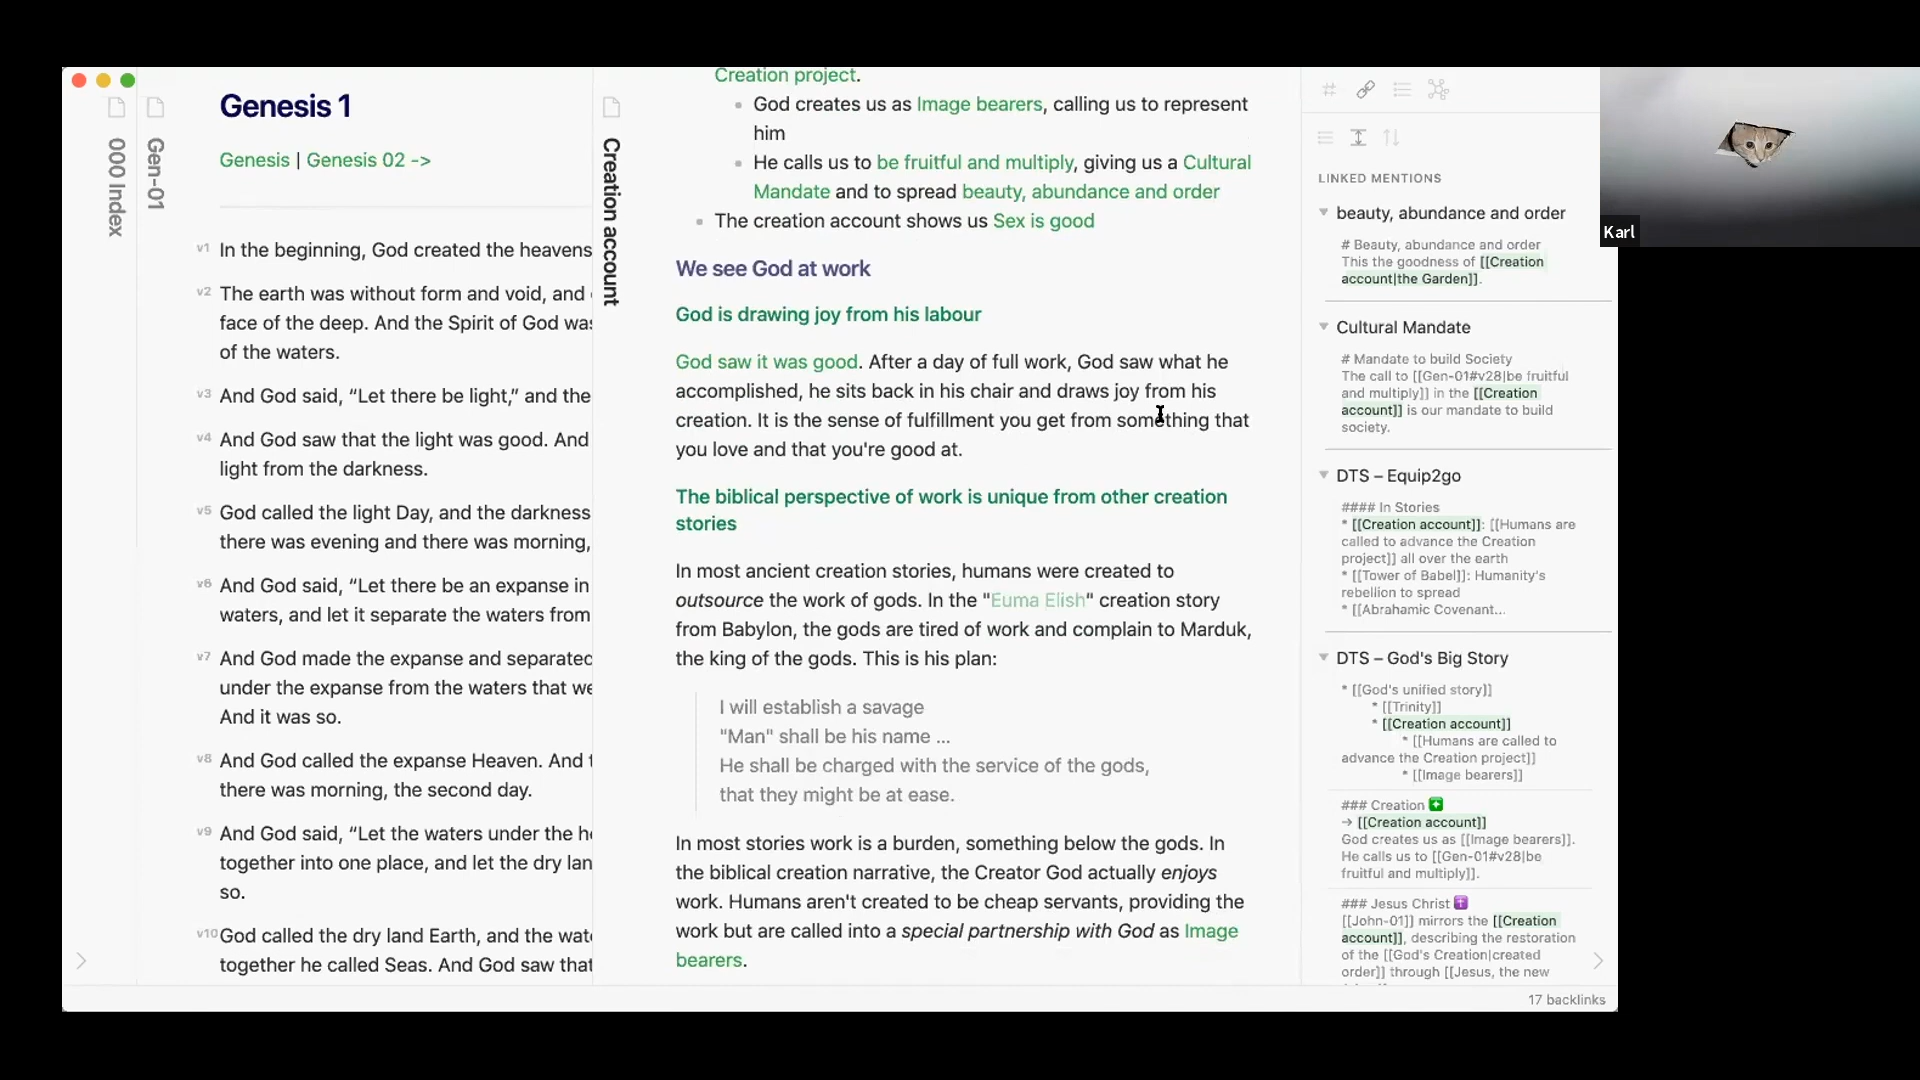 000 Index
Gen-01
Genesis 1
Genesis | Genesis 02 ->
v1 In the beginning, God created the heavens
v2 The earth was without form and void, and
face of the deep. And the Spirit of God was
of the waters.
v3 And God said, “Let there be light,” and the
v4 And God saw that the light was good. And
light from the darkness.
v5 God called the light Day, and the darkness
there was evening and there was morning,
v6 And God said, “Let there be an expanse in
waters, and let it separate the waters from
v7 And God made the expanse and separated
under the expanse from the waters that we
And it was so.
v8 And God called the expanse Heaven. And t
there was morning, the second day.
v9 And God said, “Let the waters under the he
together into one place, and let the dry lan
so.
v10 God called the dry land Earth, and the wate
together he called Seas. And God saw that
Creation account
Creation project.
God creates us as Image bearers, calling us to represent
him
He calls us to be fruitful and multiply, giving us a Cultural
Mandate and to spread beauty, abundance and order
The creation account shows us Sex is good
We see God at work
God is drawing joy from his labour
God saw it was good. After a day of full work, God saw what he
accomplished, he sits back in his chair and draws joy from his
creation. It is the sense of fulfillment you get from something that
you love and that you're good at.
The biblical perspective of work is unique from other creation
stories
In most ancient creation stories, humans were created to
outsource the work of gods. In the "Euma Elish" creation story
from Babylon, the gods are tired of work and complain to Marduk,
the king of the gods. This is his plan:
I will establish a savage
"Man" shall be his name ...
He shall be charged with the service of the gods,
that they might be at ease.
In most stories work is a burden, something below the gods. In
the biblical creation narrative, the Creator God actually enjoys
work. Humans aren't created to be cheap servants, providing the
work but are called into a special partnership with God as Image
bearers.
LINKED MENTIONS
beauty, abundance and order
# Beauty, abundance and order
This the goodness of [[Creation
account|the Garden]].
Cultural Mandate
# Mandate to build Society
The call to [[Gen-01#v28|be fruitful
and multiply]] in the [[Creation
account]] is our mandate to build
society.
DTS – Equip2go
#### In Stories
* [[Creation account]]: [[Humans are
called to advance the Creation
project]] all over the earth
* [[Tower of Babel]]: Humanity's
rebellion to spread
* [[Abrahamic Covenant...
DTS – God's Big Story
* [[God's unified story]]
* [[Trinity]]
* [[Creation account]]
* [[Humans are called to
advance the Creation project]]
* [[Image bearers]]
### Creation
→ [[Creation account]]
God creates us as [[Image bearers]].
He calls us to [[Gen-01#v28|be
fruitful and multiply]].
### Jesus Christ ✝️
[[John-01]] mirrors the [[Creation
account]], describing the restoration
of the [[God's Creation|created
order]] through [[Jesus, the new
17 backlinks
Karl